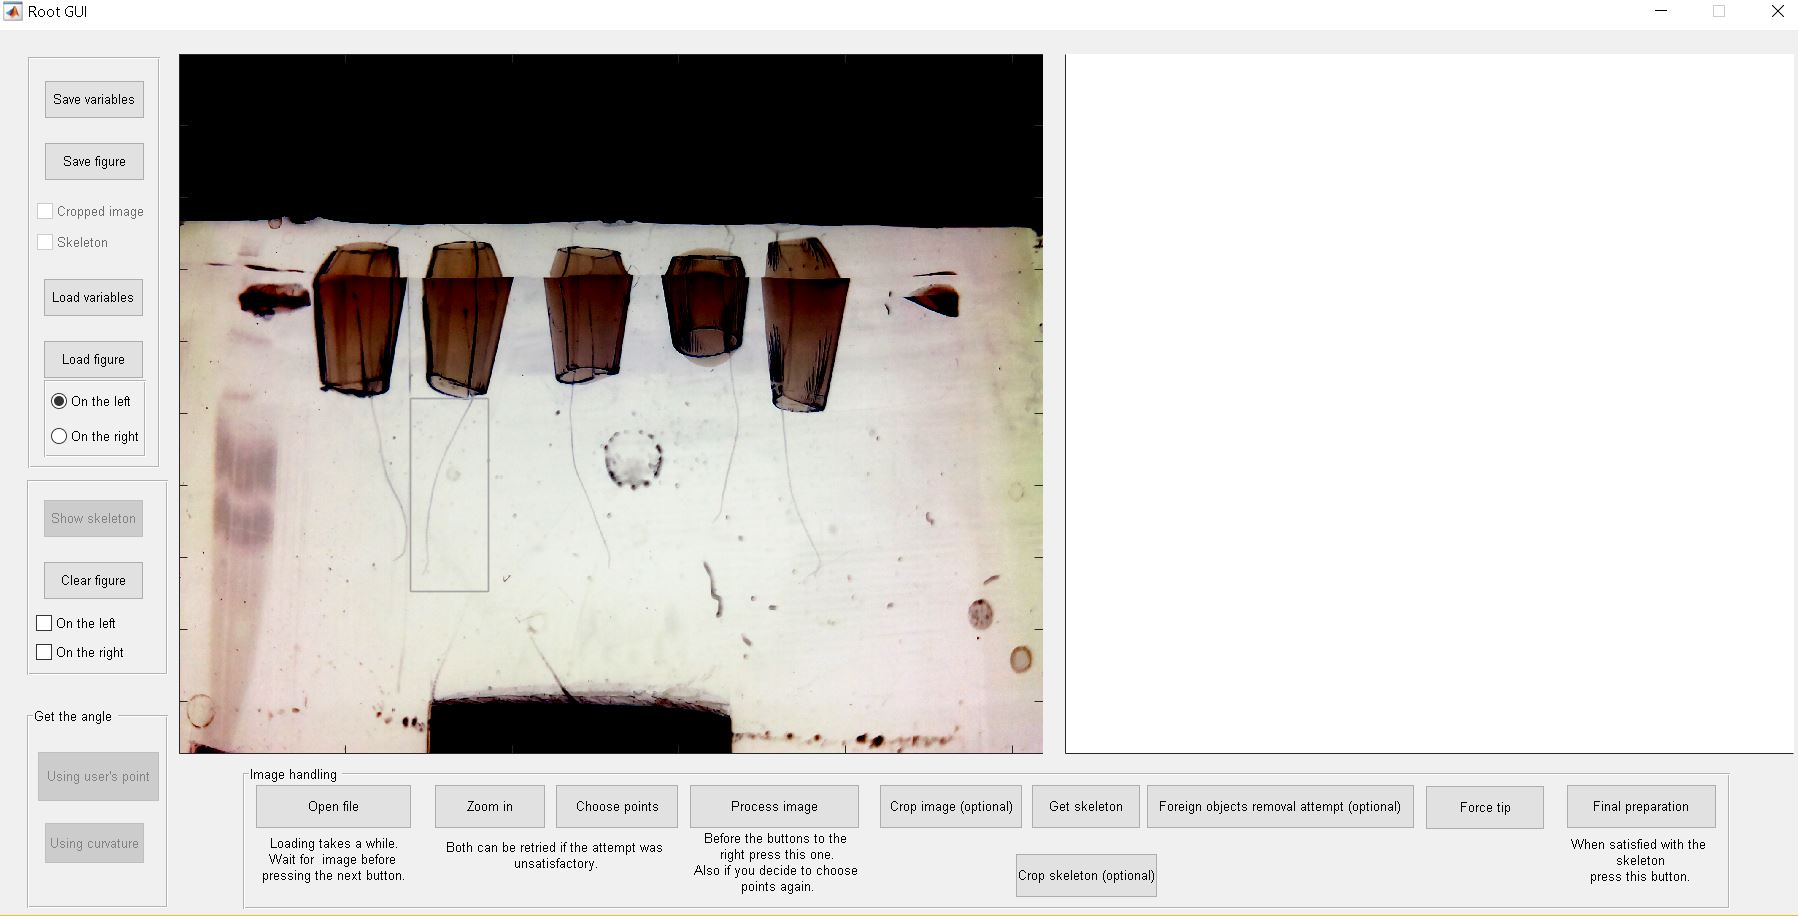 Root GUI
Save variables
Save figure
Cropped image
Skeleton
Load variables
Load figure
On the left
On the right
Show skeleton
Clear figure
On the left
On the right
Get the angle
Using user's point
Using curvature
Image handling
Open file
Loading takes a while.
Wait for image before
pressing the next button.
Zoom in
Choose points
Both can be retried if the attempt was
unsatisfactory.
Process image
Before the buttons to the
right press this one.
Also if you decide to choose
points again.
Crop image (optional)
Get skeleton
Foreign objects removal attempt (optional)
Crop skeleton (optional)
Force tip
Final preparation
When satisfied with the
skeleton
press this button.